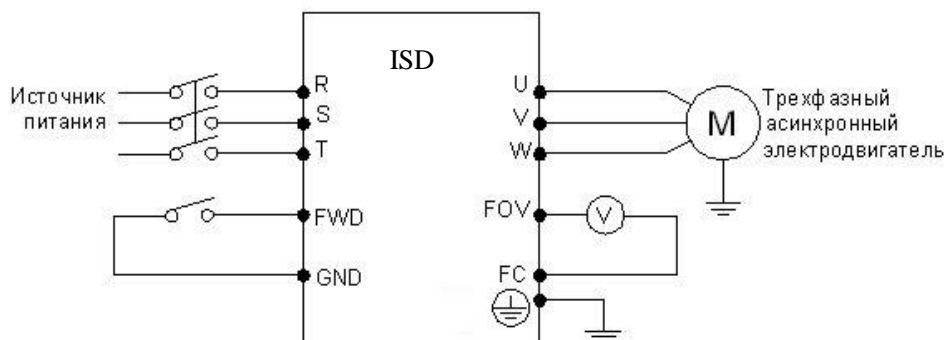 ISD
Источник
питания
R
S
T
FWD
GND
U
V
W
FOV
FC
V
M
Трехфазный
асинхронный
электродвигатель